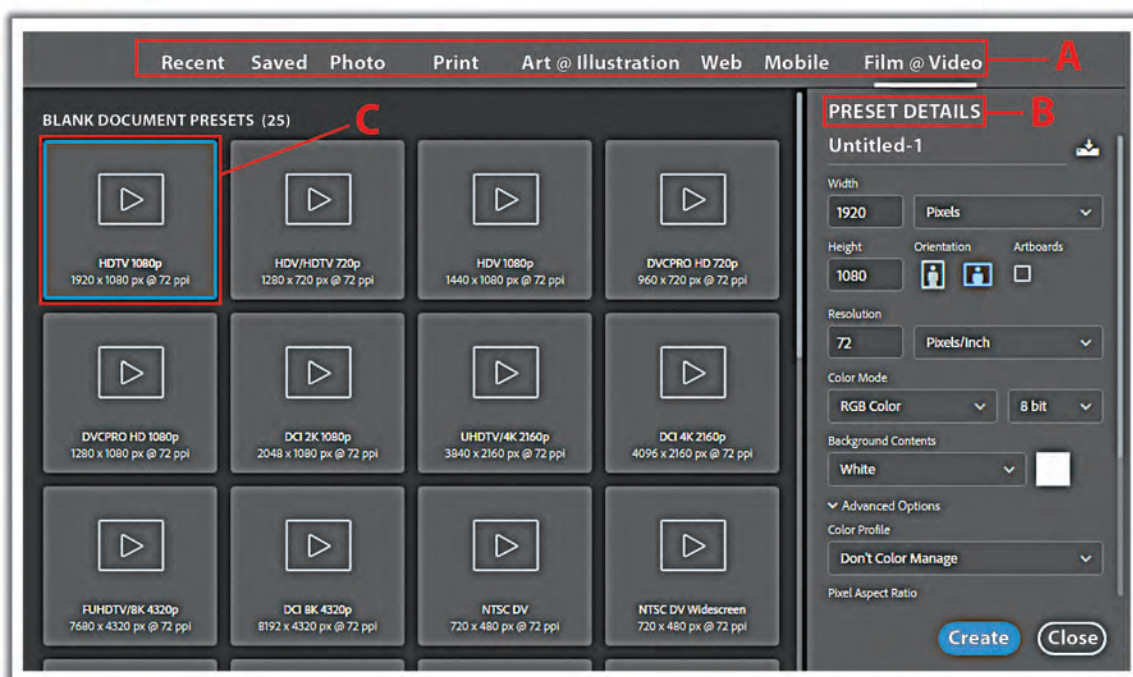 Recent Saved Photo Print Art @ Illustration Web Mobile Film @ Video
A
BLANK DOCUMENT PRESETS (25)
C
HDTV 1080p
1920 x 1080 px @ 72 ppi
HDV/HDTV 720p
1280 x 720 px @ 72 ppi
HDV 1080p
1440 x 1080 px @ 72 ppi
DVCPRO HD 720p
960 x 720 px @ 72 ppi
DVCPRO HD 1080p
1280 x 1080 px @ 72 ppi
DCI 2K 1080p
2048 x 1080 px @ 72 ppi
UHDTV/4K 2160p
3840 x 2160 px @ 72 ppi
DCI 4K 2160p
4096 x 2160 px @ 72 ppi
FUHDTV/8K 4320p
7680 x 4320 px @ 72 ppi
DCI 8K 4320p
8192 x 4320 px @ 72 ppi
NTSC DV
720 x 480 px @ 72 ppi
NTSC DV Widescreen
720 x 480 px @ 72 ppi
PRESET DETAILS
B
Untitled-1
Width
1920 Pixels
Height Orientation Artboards
1080
Resolution
72 Pixels/Inch
Color Mode
RGB Color 8 bit
Background Contents
White
Advanced Options
Color Profile
Don't Color Manage
Pixel Aspect Ratio
Create Close